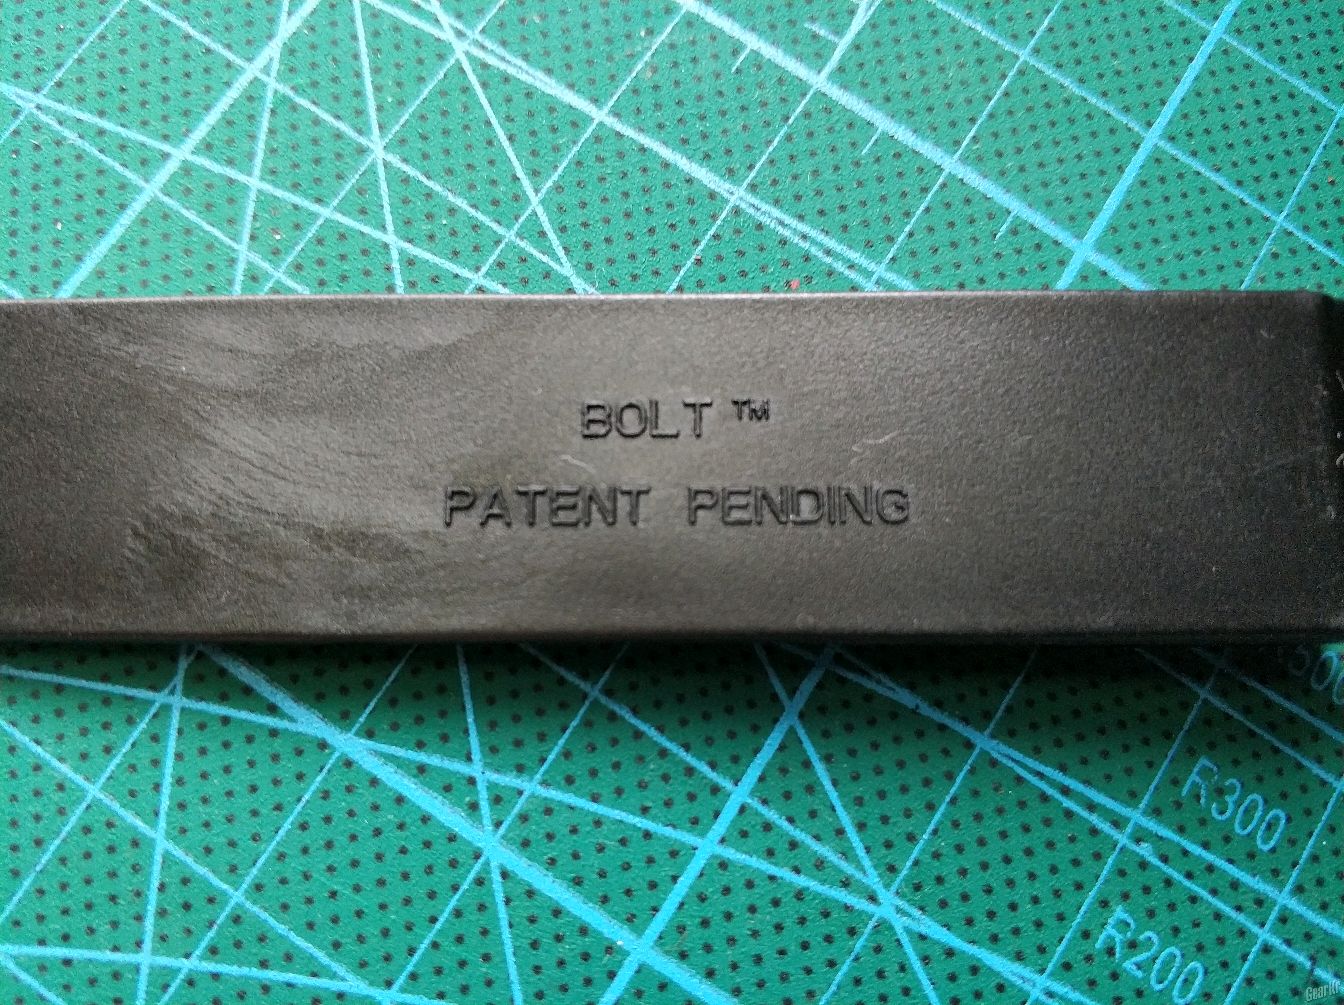 BOLT ™
PATENT PENDING
R300
R200